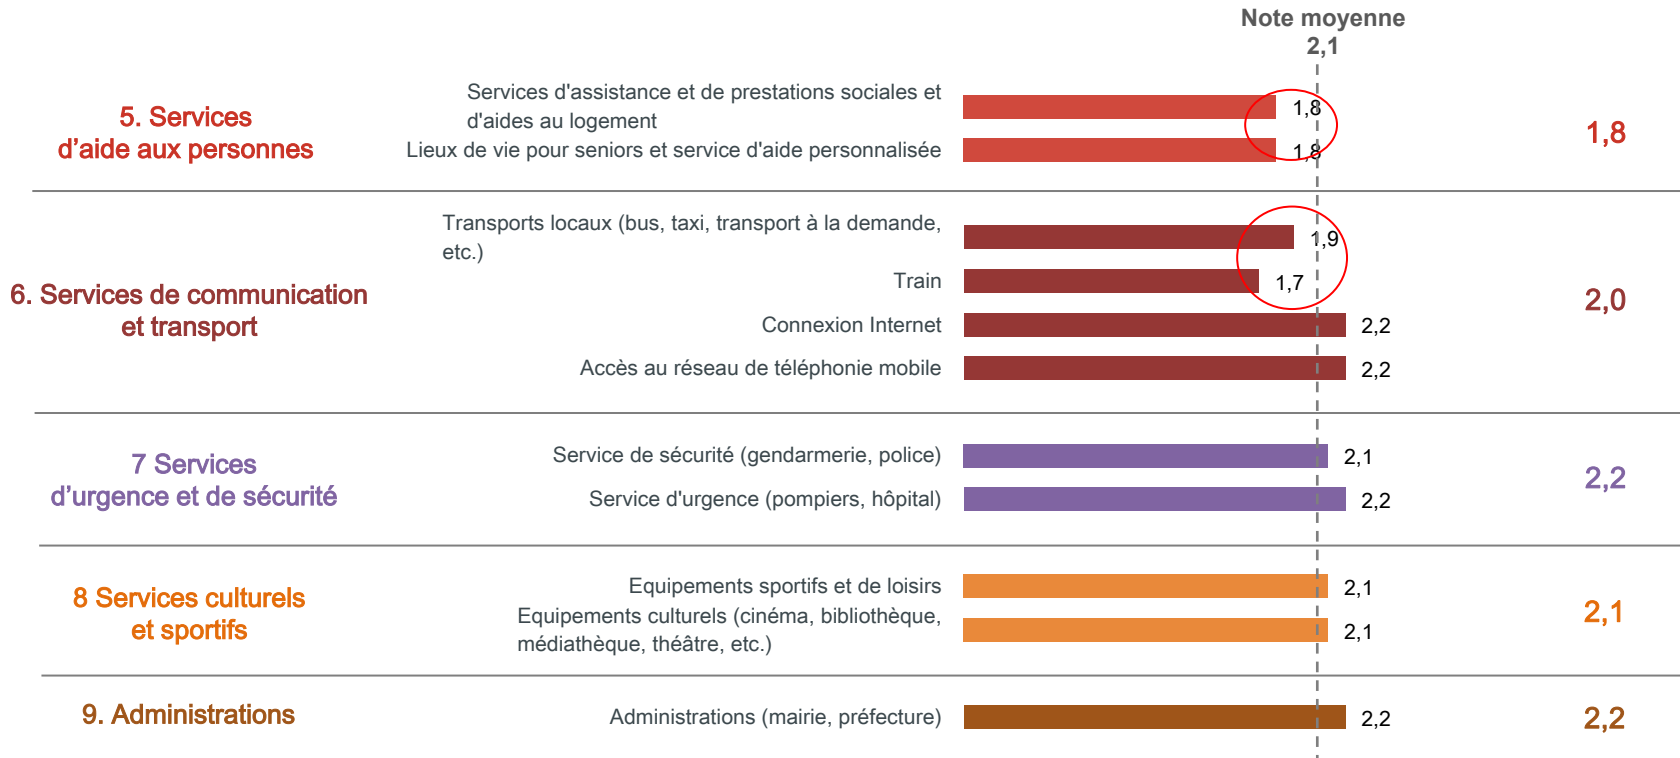 Note moyenne
2,1
5. Services
d’aide aux personnes
Services d'assistance et de prestations sociales et
d'aides au logement
1,8
Lieux de vie pour seniors et service d'aide personnalisée
1,8
1,8
6. Services de communication
et transport
Transports locaux (bus, taxi, transport à la demande,
etc.)
1,9
Train
1,7
Connexion Internet
2,2
Accès au réseau de téléphonie mobile
2,2
2,0
7 Services
d’urgence et de sécurité
Service de sécurité (gendarmerie, police)
2,1
Service d'urgence (pompiers, hôpital)
2,2
2,2
8 Services culturels
et sportifs
Equipements sportifs et de loisirs
2,1
Equipements culturels (cinéma, bibliothèque,
médiathèque, théâtre, etc.)
2,1
2,1
9. Administrations
Administrations (mairie, préfecture)
2,2
2,2